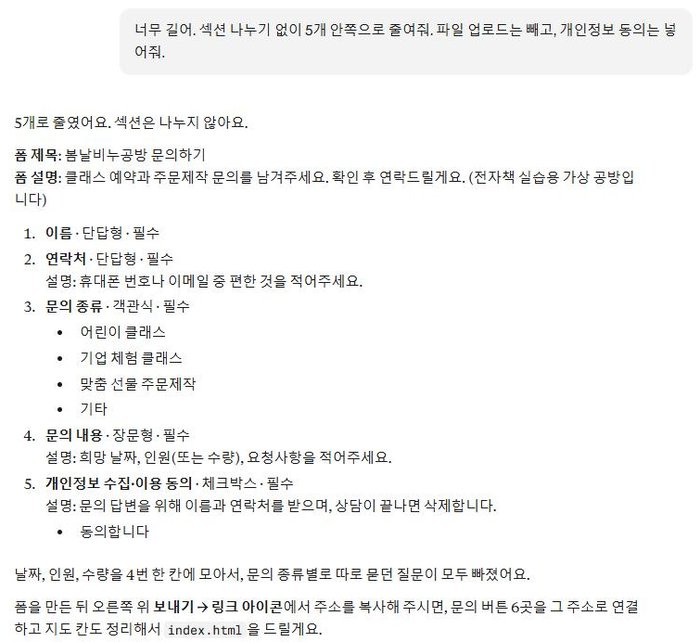 너무 길어. 섹션 나누기 없이 5개 안쪽으로 줄여줘. 파일 업로드는 빼고, 개인정보 동의는 넣
어줘.
5개로 줄였어요. 섹션은 나누지 않아요.
폼 제목: 봄날비누공방 문의하기
폼 설명: 클래스 예약과 주문제작 문의를 남겨주세요. 확인 후 연락드릴게요. (전자책 실습용 가상 공방입
니다)
1. 이름 · 단답형 · 필수
2. 연락처 · 단답형 · 필수
설명: 휴대폰 번호나 이메일 중 편한 것을 적어주세요.
3. 문의 종류 · 객관식 · 필수
• 어린이 클래스
• 기업 체험 클래스
• 맞춤 선물 주문제작
• 기타
4. 문의 내용 · 장문형 · 필수
설명: 희망 날짜, 인원(또는 수량), 요청사항을 적어주세요.
5. 개인정보 수집·이용 동의 · 체크박스 · 필수
설명: 문의 답변을 위해 이름과 연락처를 받으며, 상담이 끝나면 삭제합니다.
• 동의합니다
날짜, 인원, 수량을 4번 한 칸에 모아서, 문의 종류별로 따로 묻던 질문이 모두 빠졌어요.
폼을 만든 뒤 오른쪽 위 보내기 → 링크 아이콘에서 주소를 복사해 주시면, 문의 버튼 6곳을 그 주소로 연결
하고 지도 칸도 정리해서 index.html 을 드릴게요.